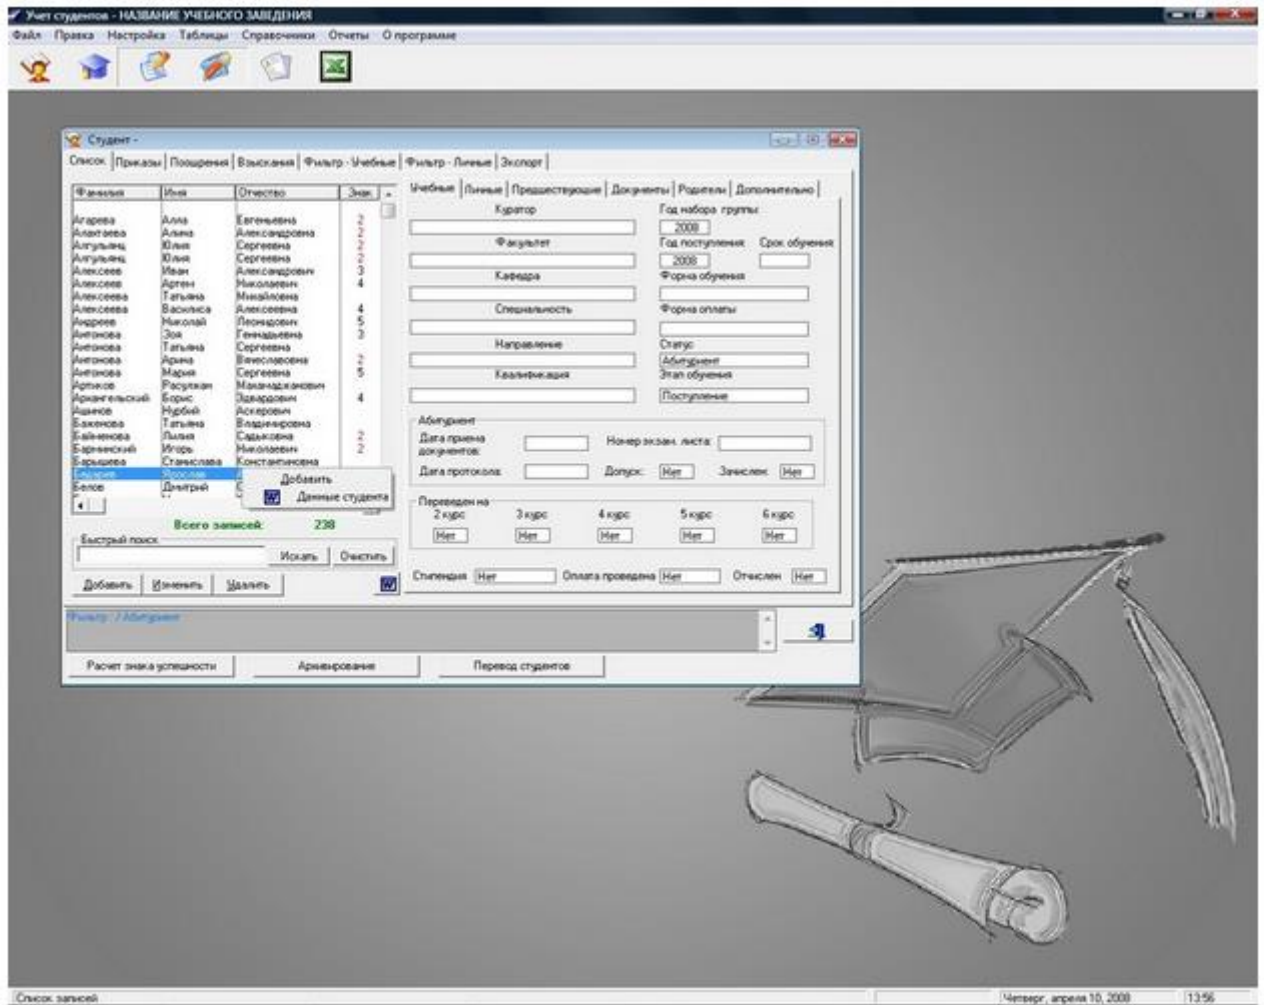 Учет студентов - НАЗВАНИЕ УЧЕБНОГО ЗАВЕДЕНИЯ
Файл Правка Настройка Таблицы Справочники Отчеты О программе
Студент -
Список Приказы Поощрения Взыскания Фильтр - Учебные Фильтр - Личные Экспорт
Фамилия Имя Отчество Знак
Агарева Алла Евгеньевна 2
Алахтаева Алина Александровна 2
Алгульянц Юлия Сергеевна 2
Алгульянц Юлия Сергеевна 2
Алексеев Иван Александрович 3
Алексеев Артем Николаевич 4
Алексеева Татьяна Михайловна
Алексеева Василиса Алексеевна 4
Андреев Николай Леонидович 5
Антонова Зоя Геннадьевна 3
Антонова Татьяна Сергеевна
Антонова Арина Вячеславовна 2
Антонова Мария Сергеевна 5
Артиков Расулжан Махамаджанович
Архангельский Борис Эдвардович 4
Ашинов Нурбий Аскерович
Баженова Татьяна Владимировна
Байменова Лилия Садыковна 2
Барминский Игорь Николаевич 2
Барышева Станислава Константиновна
Ярослав
Белов Дмитрий
Добавить
Данные студента
Всего записей: 238
Быстрый поиск
Искать Очистить
Добавить Изменить Удалить
Учебные Личные Предшествующие Документы Родители Дополнительно
Куратор Год набора группы:
2008
Факультет Год поступления: Срок обучения:
2008
Кафедра Форма обучения
Специальность Форма оплаты
Направление Статус
Абитуриент
Квалификация Этап обучения
Поступление
Абитуриент
Дата приема документов: Номер экзам. листа:
Дата протокола: Допуск: Нет Зачислен: Нет
Переведен на
2 курс 3 курс 4 курс 5 курс 6 курс
Нет Нет Нет Нет Нет
Стипендия Нет Оплата проведена Нет Отчислен Нет
Фильтр: / Абитуриент
Расчет знака успешности Архивирование Перевод студентов
Список записей Четверг, апреля 10, 2008 13:56